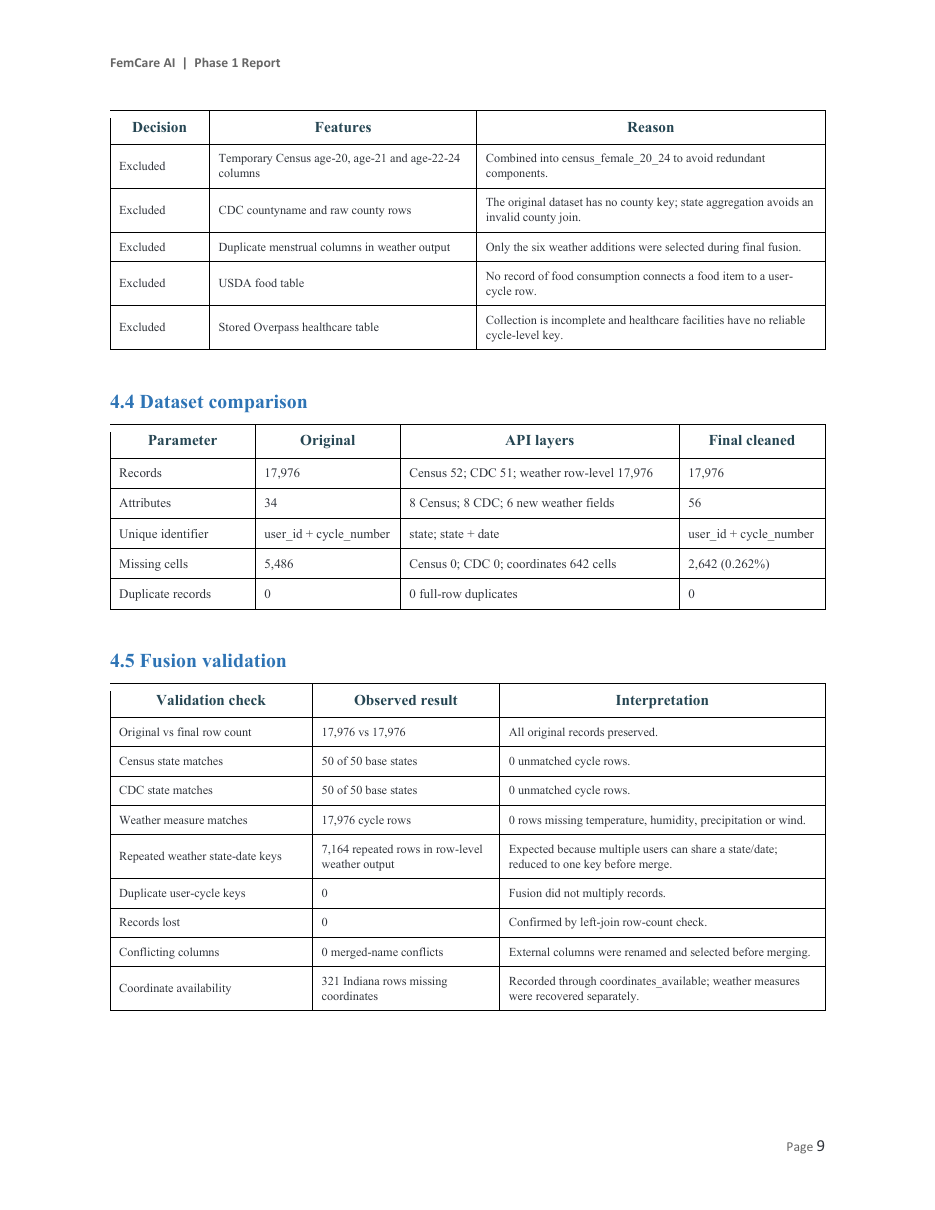 FemCare AI | Phase 1 Report
Decision Features Reason
Excluded Temporary Census age-20, age-21 and age-22-24 columns Combined into census_female_20_24 to avoid redundant components.
Excluded CDC countyname and raw county rows The original dataset has no county key; state aggregation avoids an invalid county join.
Excluded Duplicate menstrual columns in weather output Only the six weather additions were selected during final fusion.
Excluded USDA food table No record of food consumption connects a food item to a user-cycle row.
Excluded Stored Overpass healthcare table Collection is incomplete and healthcare facilities have no reliable cycle-level key.
4.4 Dataset comparison
Parameter Original API layers Final cleaned
Records 17,976 Census 52; CDC 51; weather row-level 17,976 17,976
Attributes 34 8 Census; 8 CDC; 6 new weather fields 56
Unique identifier user_id + cycle_number state; state + date user_id + cycle_number
Missing cells 5,486 Census 0; CDC 0; coordinates 642 cells 2,642 (0.262%)
Duplicate records 0 0 full-row duplicates 0
4.5 Fusion validation
Validation check Observed result Interpretation
Original vs final row count 17,976 vs 17,976 All original records preserved.
Census state matches 50 of 50 base states 0 unmatched cycle rows.
CDC state matches 50 of 50 base states 0 unmatched cycle rows.
Weather measure matches 17,976 cycle rows 0 rows missing temperature, humidity, precipitation or wind.
Repeated weather state-date keys 7,164 repeated rows in row-level weather output Expected because multiple users can share a state/date; reduced to one key before merge.
Duplicate user-cycle keys 0 Fusion did not multiply records.
Records lost 0 Confirmed by left-join row-count check.
Conflicting columns 0 merged-name conflicts External columns were renamed and selected before merging.
Coordinate availability 321 Indiana rows missing coordinates Recorded through coordinates_available; weather measures were recovered separately.
Page 9